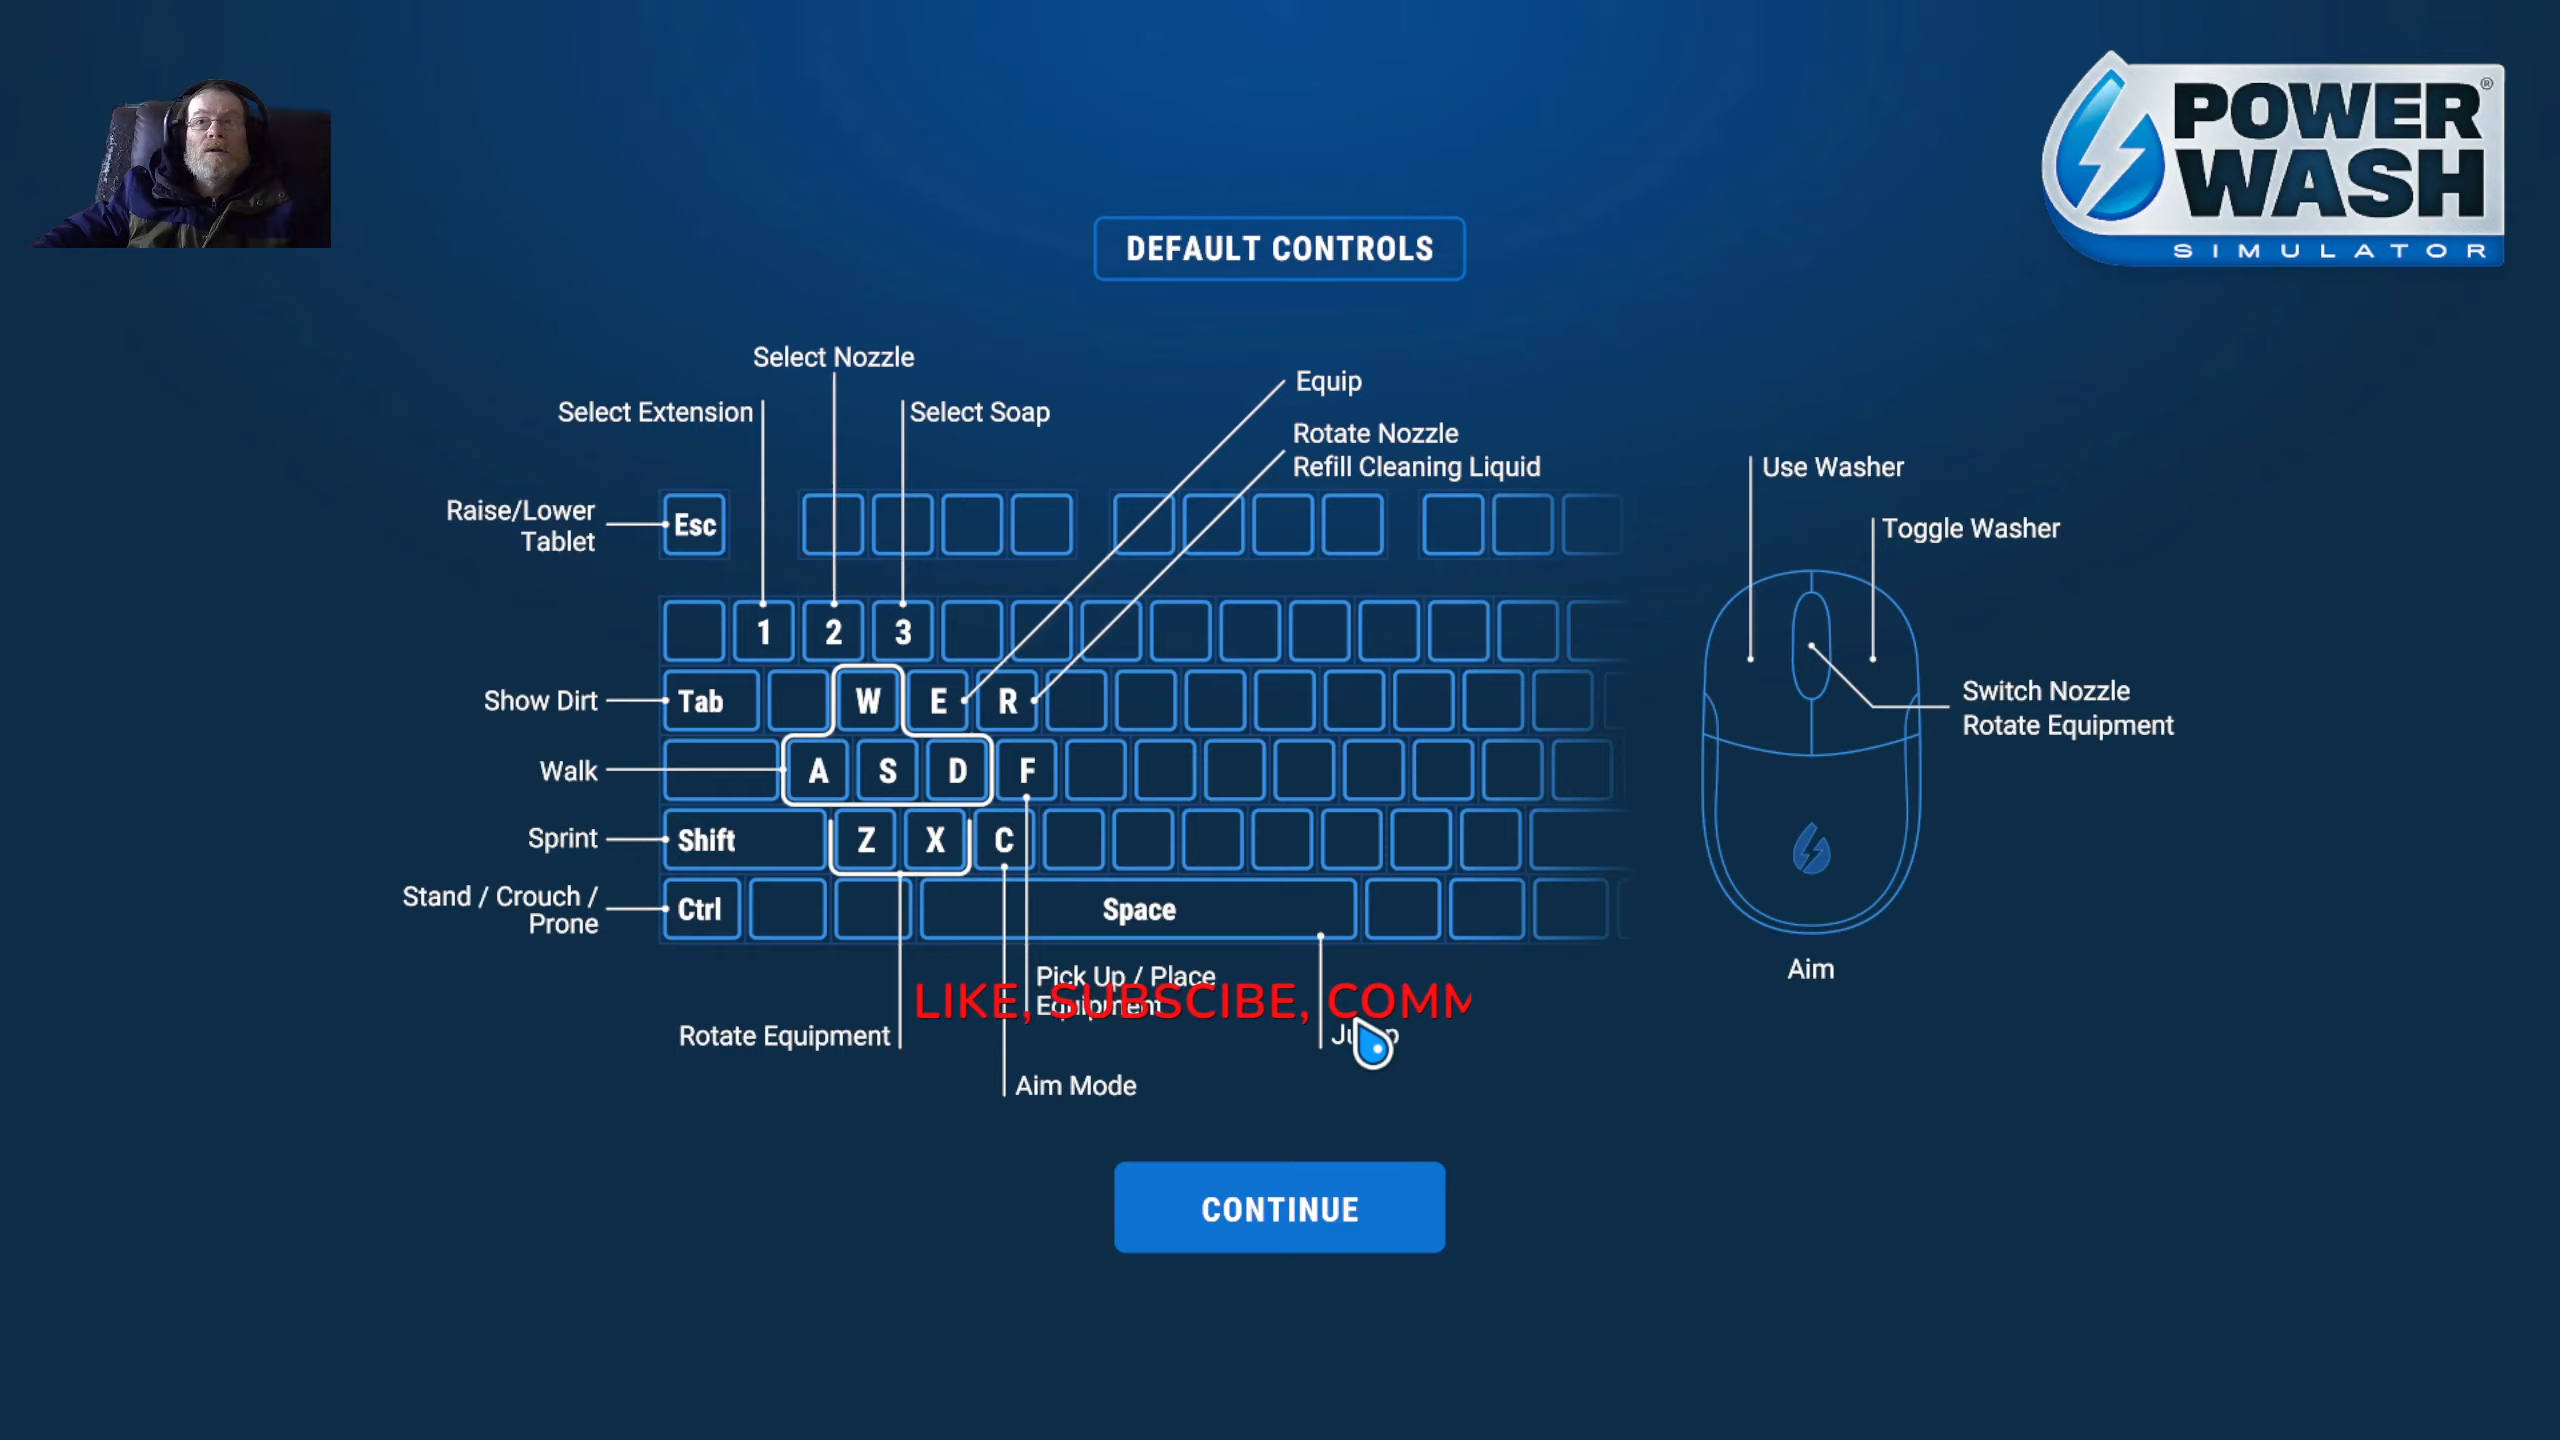 POWER
WASH
SIMULATOR
®
DEFAULT CONTROLS
Select Nozzle
Select Extension
Select Soap
Equip
Rotate Nozzle
Refill Cleaning Liquid
Use Washer
Toggle Washer
Raise/Lower
Tablet
Esc
1 2 3
Show Dirt
Tab W E R
Switch Nozzle
Rotate Equipment
Walk
A S D F
Sprint
Shift Z X C
Stand / Crouch /
Prone
Ctrl Space
Aim
Pick Up / Place
Equipment
LIKE, SUBSCIBE, COMM
Rotate Equipment
Aim Mode
CONTINUE